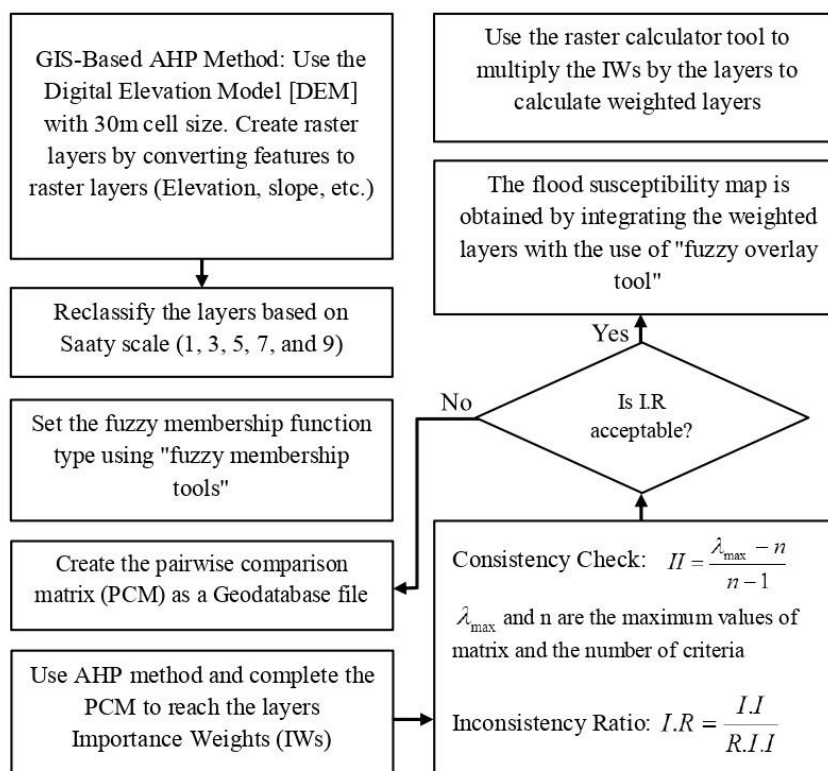 GIS-Based AHP Method: Use the
Digital Elevation Model [DEM]
with 30m cell size. Create raster
layers by converting features to
raster layers (Elevation, slope, etc.)
Reclassify the layers based on
Saaty scale (1, 3, 5, 7, and 9)
Set the fuzzy membership function
type using "fuzzy membership
tools"
Create the pairwise comparison
matrix (PCM) as a Geodatabase file
Use AHP method and complete the
PCM to reach the layers
Importance Weights (IWs)
Consistency Check: II = (λmax − n) / (n − 1)
λmax and n are the maximum values of
matrix and the number of criteria
Inconsistency Ratio: I.R = I.I / R.I.I
Is I.R
acceptable?
No
Yes
The flood susceptibility map is
obtained by integrating the weighted
layers with the use of "fuzzy overlay
tool"
Use the raster calculator tool to
multiply the IWs by the layers to
calculate weighted layers